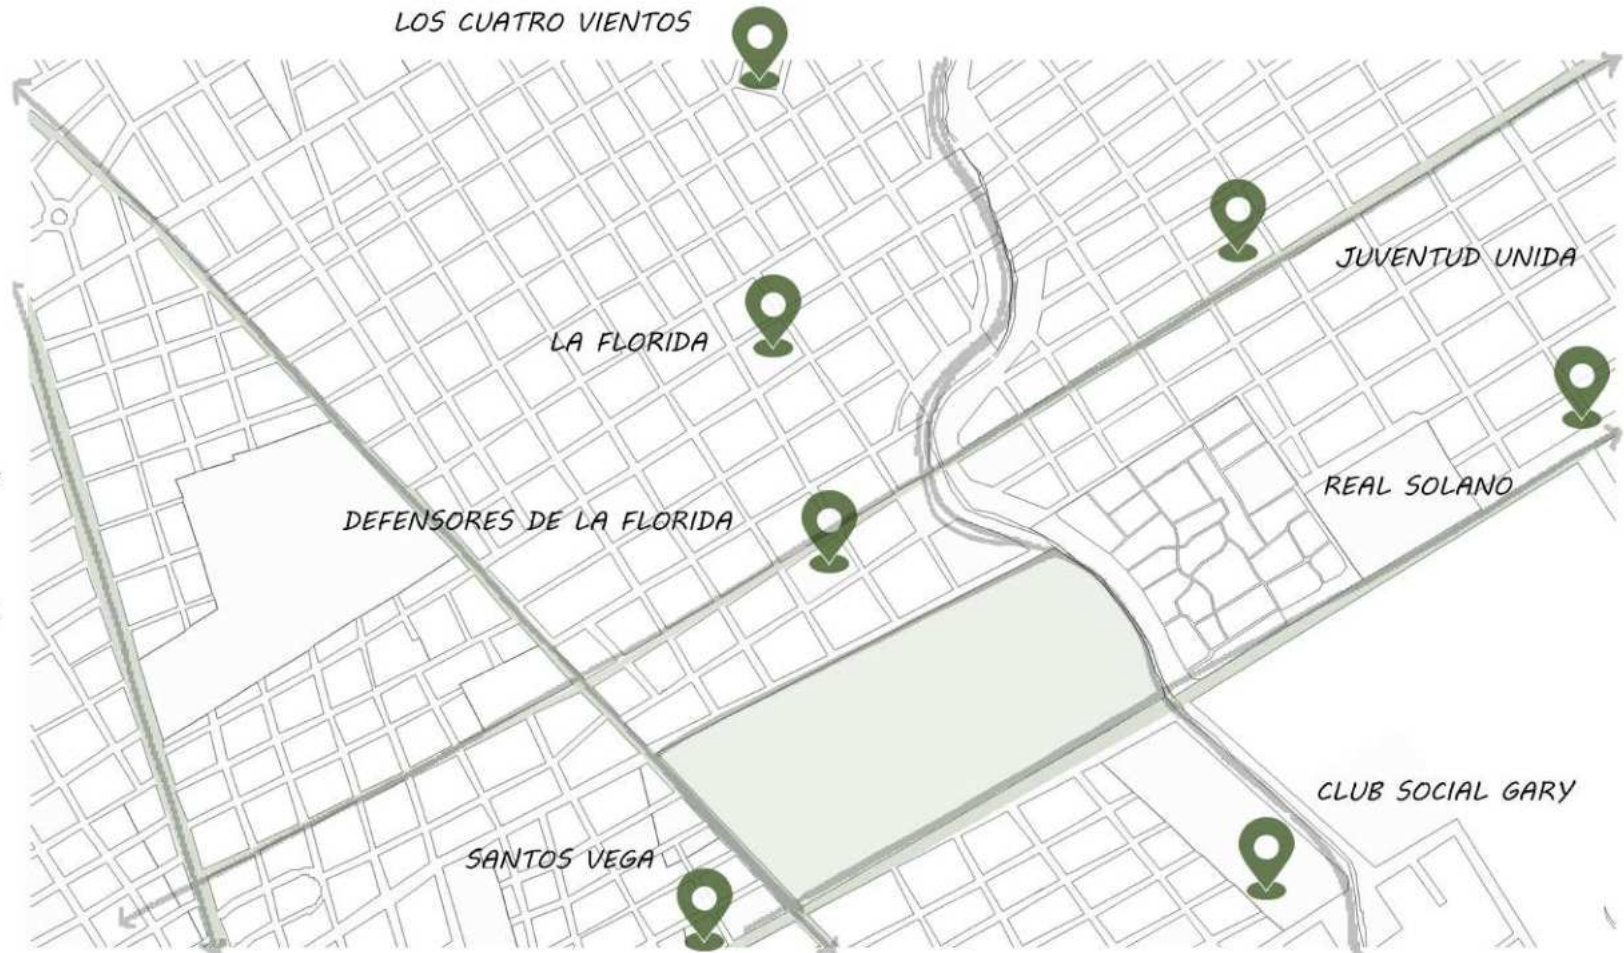 LOS CUATRO VIENTOS
JUVENTUD UNIDA
LA FLORIDA
REAL SOLANO
DEFENSORES DE LA FLORIDA
CLUB SOCIAL GARY
SANTOS VEGA